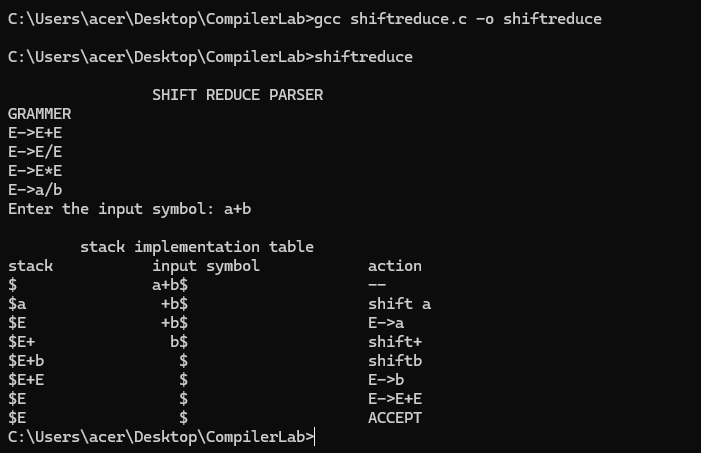 C:\Users\acer\Desktop\CompilerLab>gcc shiftreduce.c -o shiftreduce
C:\Users\acer\Desktop\CompilerLab>shiftreduce
SHIFT REDUCE PARSER
GRAMMER
E->E+E
E->E/E
E->E*E
E->a/b
Enter the input symbol: a+b
stack implementation table
stack input symbol action
$ a+b$ --
$a +b$ shift a
$E +b$ E->a
$E+ b$ shift+
$E+b $ shiftb
$E+E $ E->b
$E $ E->E+E
$E $ ACCEPT
C:\Users\acer\Desktop\CompilerLab>